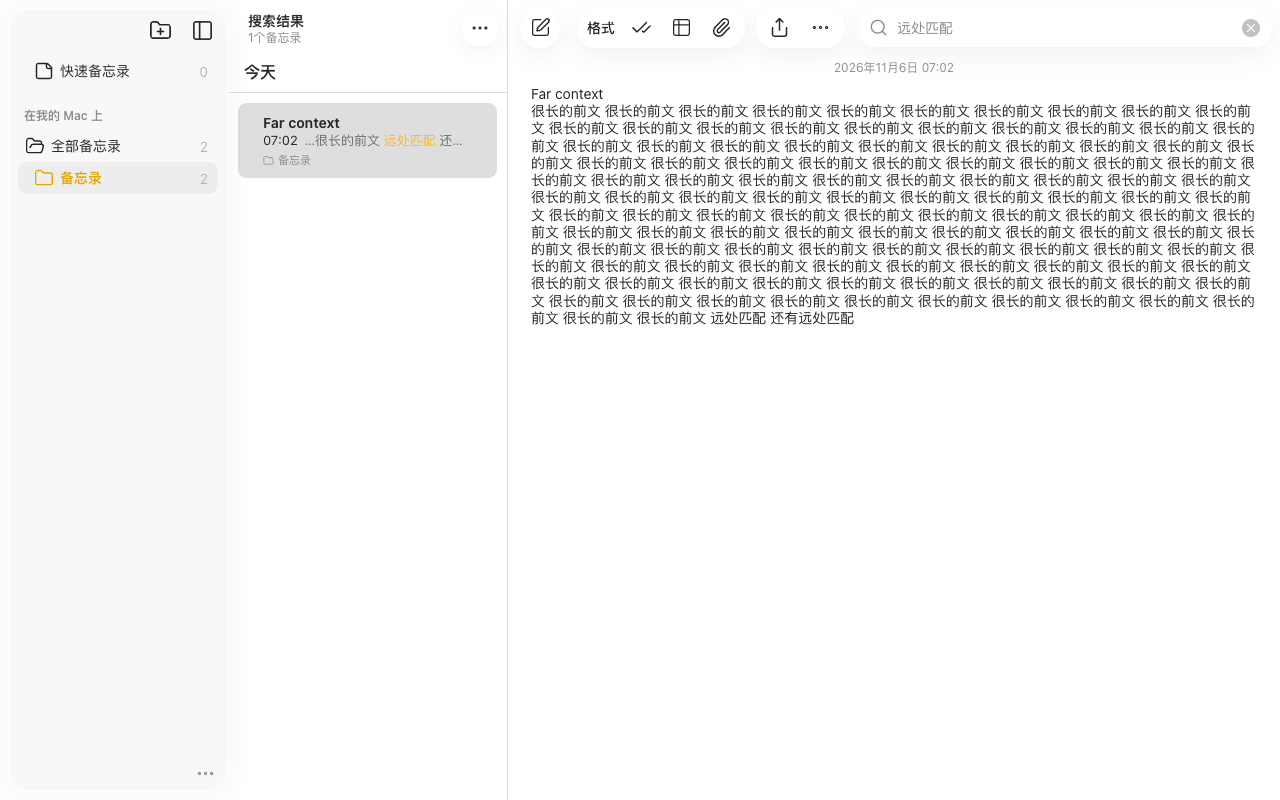 搜索结果
1个备忘录
格式
远处匹配
快速备忘录 0
今天
2026年11月6日 07:02
在我的 Mac 上
全部备忘录 2
备忘录 2
Far context
07:02 ...很长的前文 远处匹配 还...
备忘录
Far context
很长的前文 很长的前文 很长的前文 很长的前文 很长的前文 很长的前文 很长的前文 很长的前文 很长的前文 很长的前
文 很长的前文 很长的前文 很长的前文 很长的前文 很长的前文 很长的前文 很长的前文 很长的前文 很长的前文 很长的
前文 很长的前文 很长的前文 很长的前文 很长的前文 很长的前文 很长的前文 很长的前文 很长的前文 很长的前文 很长
的前文 很长的前文 很长的前文 很长的前文 很长的前文 很长的前文 很长的前文 很长的前文 很长的前文 很长的前文 很
长的前文 很长的前文 很长的前文 很长的前文 很长的前文 很长的前文 很长的前文 很长的前文 很长的前文 很长的前文
很长的前文 很长的前文 很长的前文 很长的前文 很长的前文 很长的前文 很长的前文 很长的前文 很长的前文 很长的前
文 很长的前文 很长的前文 很长的前文 很长的前文 很长的前文 很长的前文 很长的前文 很长的前文 很长的前文 很长的
前文 很长的前文 很长的前文 很长的前文 很长的前文 很长的前文 很长的前文 很长的前文 很长的前文 很长的前文 很长
的前文 很长的前文 很长的前文 很长的前文 很长的前文 很长的前文 很长的前文 很长的前文 很长的前文 很长的前文 很
长的前文 很长的前文 很长的前文 很长的前文 很长的前文 很长的前文 很长的前文 很长的前文 很长的前文 很长的前文
很长的前文 很长的前文 很长的前文 很长的前文 很长的前文 很长的前文 很长的前文 很长的前文 很长的前文 很长的前
文 很长的前文 很长的前文 很长的前文 很长的前文 很长的前文 很长的前文 很长的前文 很长的前文 很长的前文 很长的
前文 很长的前文 很长的前文 远处匹配 还有远处匹配